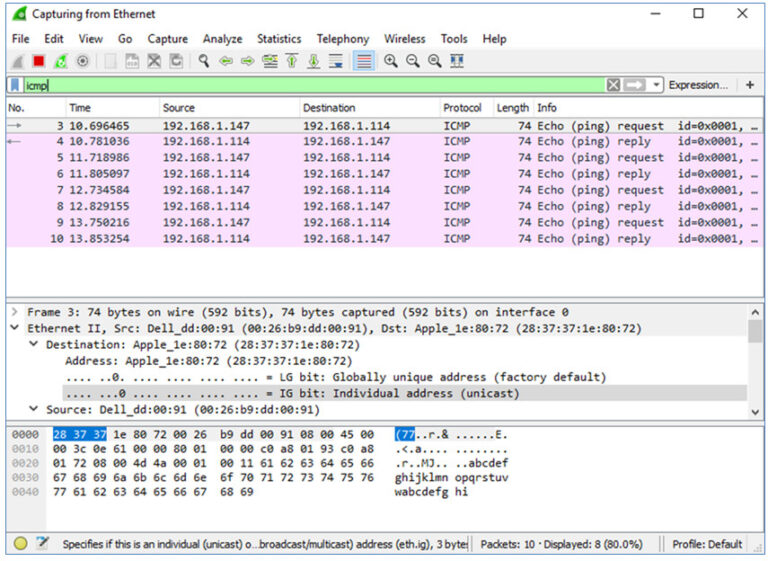 Capturing from Ethernet
File Edit View Go Capture Analyze Statistics Telephony Wireless Tools Help
icmp Expression... +
No. Time Source Destination Protocol Length Info
3 10.696465 192.168.1.147 192.168.1.114 ICMP 74 Echo (ping) request id=0x0001, …
4 10.781036 192.168.1.114 192.168.1.147 ICMP 74 Echo (ping) reply id=0x0001, …
5 11.718986 192.168.1.147 192.168.1.114 ICMP 74 Echo (ping) request id=0x0001, …
6 11.805097 192.168.1.114 192.168.1.147 ICMP 74 Echo (ping) reply id=0x0001, …
7 12.734584 192.168.1.147 192.168.1.114 ICMP 74 Echo (ping) request id=0x0001, …
8 12.829155 192.168.1.114 192.168.1.147 ICMP 74 Echo (ping) reply id=0x0001, …
9 13.750216 192.168.1.147 192.168.1.114 ICMP 74 Echo (ping) request id=0x0001, …
10 13.853254 192.168.1.114 192.168.1.147 ICMP 74 Echo (ping) reply id=0x0001, …
Frame 3: 74 bytes on wire (592 bits), 74 bytes captured (592 bits) on interface 0
Ethernet II, Src: Dell_dd:00:91 (00:26:b9:dd:00:91), Dst: Apple_1e:80:72 (28:37:37:1e:80:72)
Destination: Apple_1e:80:72 (28:37:37:1e:80:72)
Address: Apple_1e:80:72 (28:37:37:1e:80:72)
.... ..0. .... .... .... .... = LG bit: Globally unique address (factory default)
.... ...0 .... .... .... .... = IG bit: Individual address (unicast)
Source: Dell_dd:00:91 (00:26:b9:dd:00:91)
0000 28 37 37 1e 80 72 00 26 b9 dd 00 91 08 00 45 00 (77..r.& ......E.
0010 00 3c 0e 61 00 00 80 01 00 00 c0 a8 01 93 c0 a8 .<.a.... ........
0020 01 72 08 00 4d 4a 00 01 00 11 61 62 63 64 65 66 .r..MJ.. ..abcdef
0030 67 68 69 6a 6b 6c 6d 6e 6f 70 71 72 73 74 75 76 ghijklmn opqrstuv
0040 77 61 62 63 64 65 66 67 68 69 wabcdefg hi
Specifies if this is an individual (unicast) o…broadcast/multicast) address (eth.ig), 3 bytes Packets: 10 · Displayed: 8 (80.0%) Profile: Default